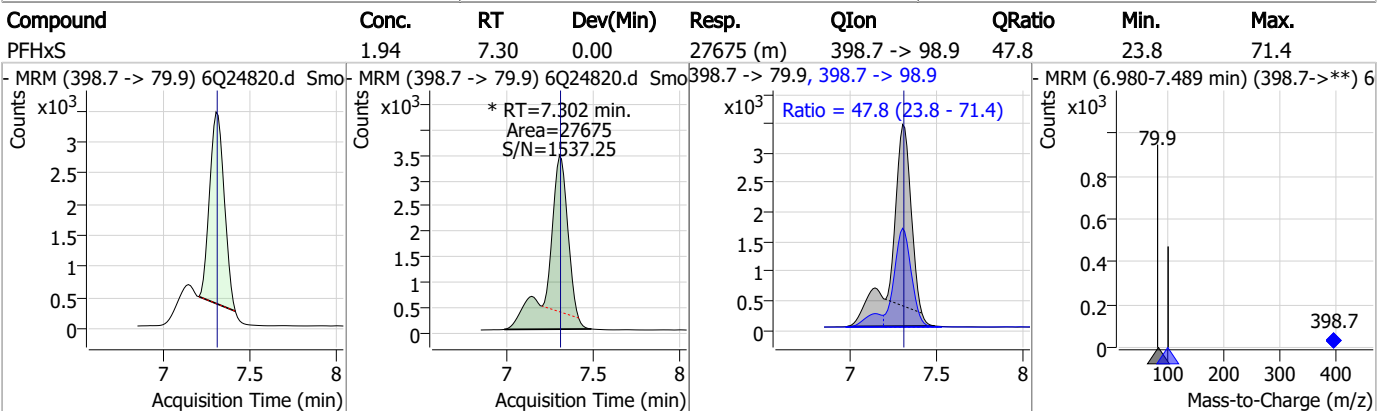 Compound Conc. RT Dev(Min) Resp. QIon QRatio Min. Max.
PFHxS 1.94 7.30 0.00 27675 (m) 398.7 -> 98.9 47.8 23.8 71.4
- MRM (398.7 -> 79.9) 6Q24820.d Smo
Counts
x10³
3
2.5
2
1.5
1
0.5
0
7 7.5 8
Acquisition Time (min)
- MRM (398.7 -> 79.9) 6Q24820.d Smo
Counts
x10³
* RT=7.302 min.
Area=27675
S/N=1537.25
3.5
3
2.5
2
1.5
1
0.5
0
7 7.5 8
Acquisition Time (min)
398.7 -> 79.9, 398.7 -> 98.9
Counts
x10³
Ratio = 47.8 (23.8 - 71.4)
3
2.5
2
1.5
1
0.5
0
7 7.5 8
Acquisition Time (min)
- MRM (6.980-7.489 min) (398.7->**) 6
Counts
x10³
79.9
0.8
0.6
0.4
0.2
0
398.7
100 200 300 400
Mass-to-Charge (m/z)